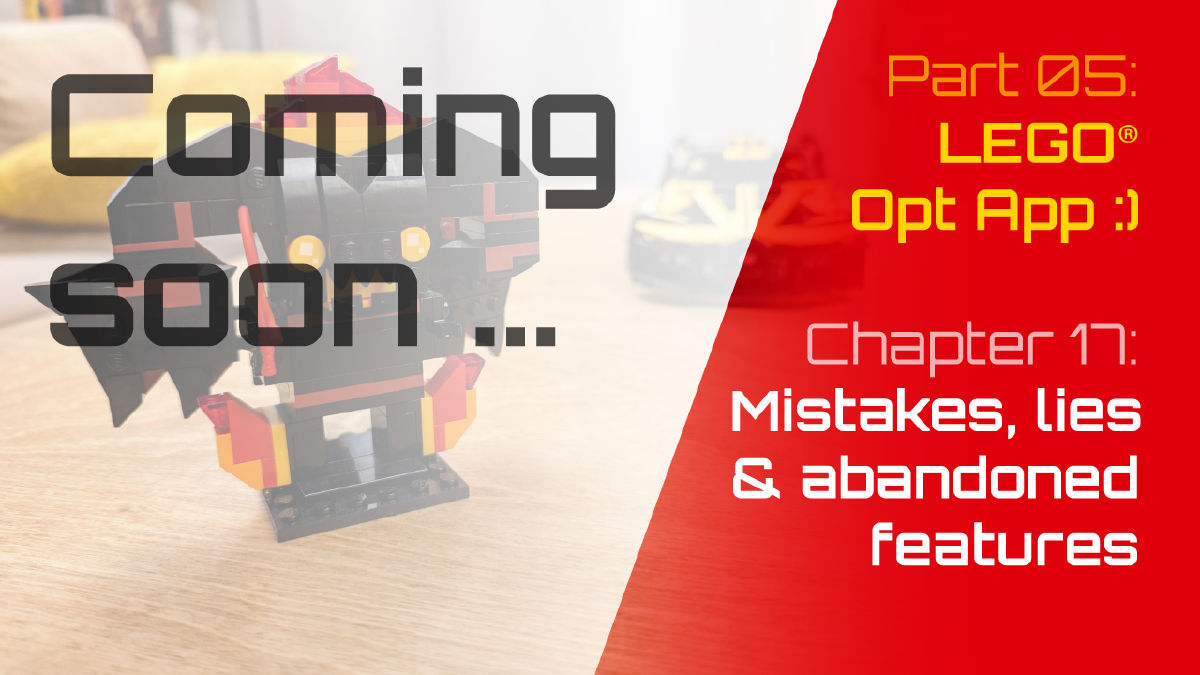 Coming
soon ...
Part 05:
LEGO®
Opt App :)
Chapter 17:
Mistakes, lies
& abandoned
features